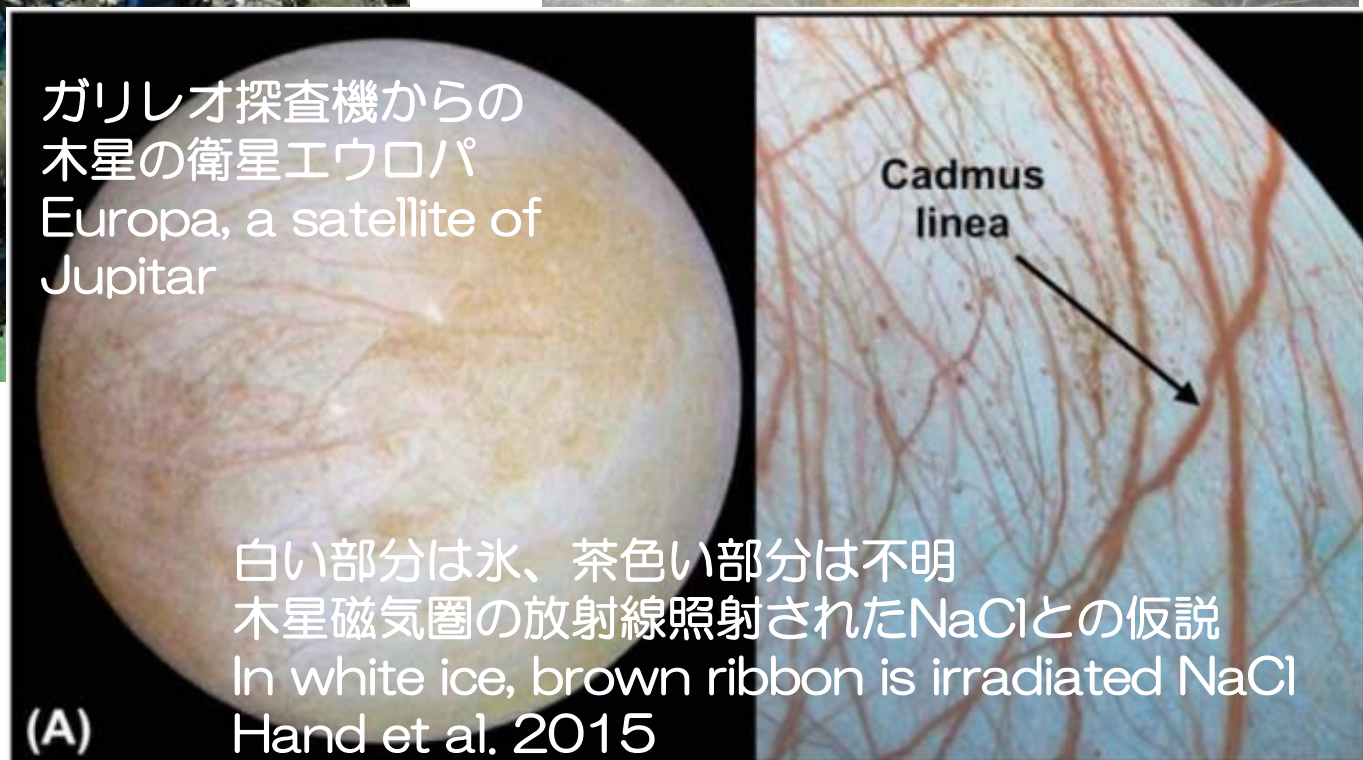 ガリレオ探査機からの
木星の衛星エウロパ
Europa, a satellite of
Jupitar
Cadmus
linea
白い部分は氷、茶色い部分は不明
木星磁気圏の放射線照射されたNaClとの仮説
In white ice, brown ribbon is irradiated NaCl
Hand et al. 2015
(A)